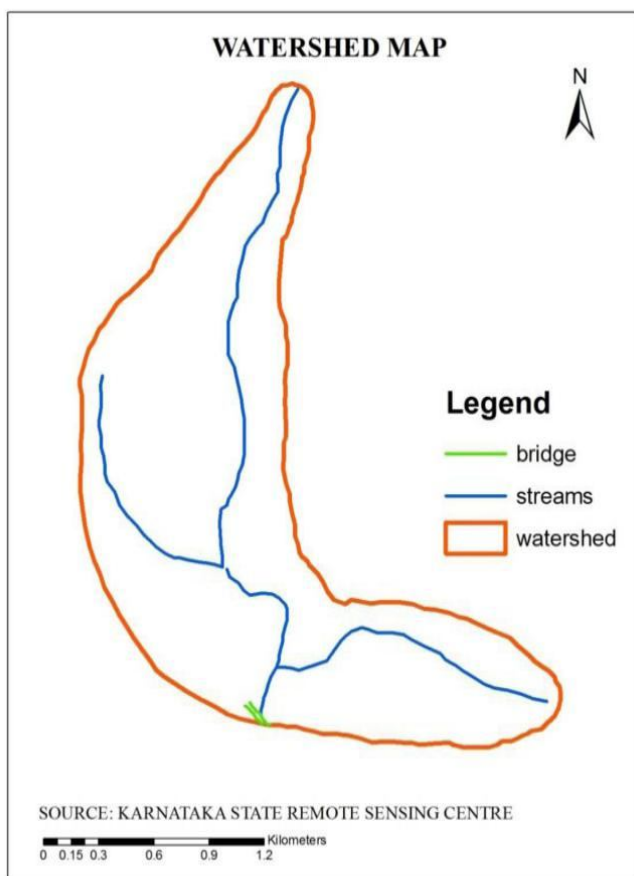 WATERSHED MAP
N
Legend
bridge
streams
watershed
SOURCE: KARNATAKA STATE REMOTE SENSING CENTRE
Kilometers
0 0.15 0.3 0.6 0.9 1.2